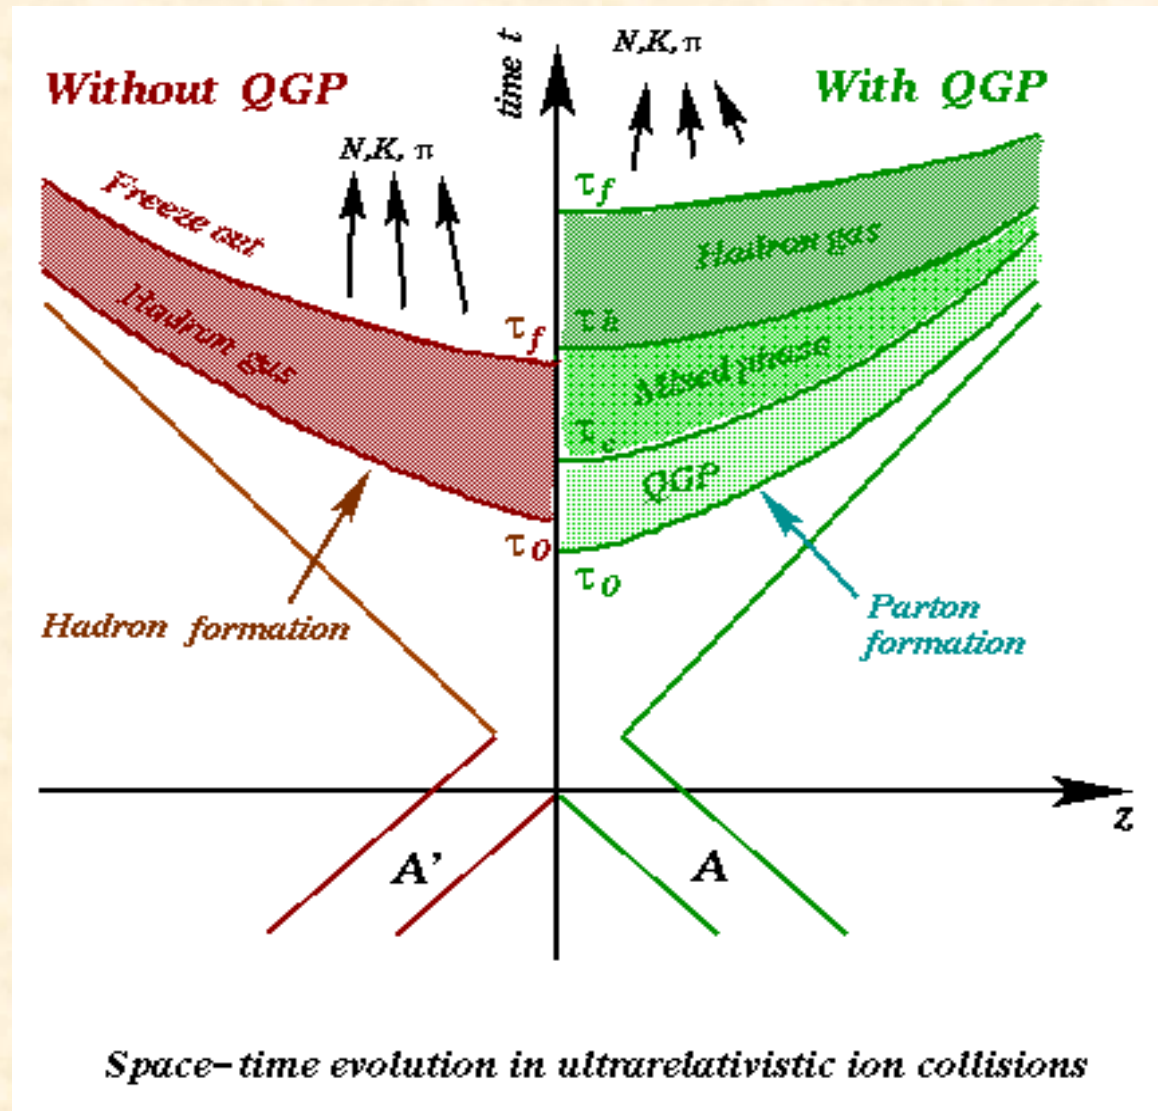 time t
N,K, π
Without QGP
With QGP
N,K, π
Freeze out
τf
Hadron gas
Hadron gas
τf
τh
Mixed phase
τc
QGP
τ0
τ0
Hadron formation
Parton
formation
z
A'
A
Space-time evolution in ultrarelativistic ion collisions